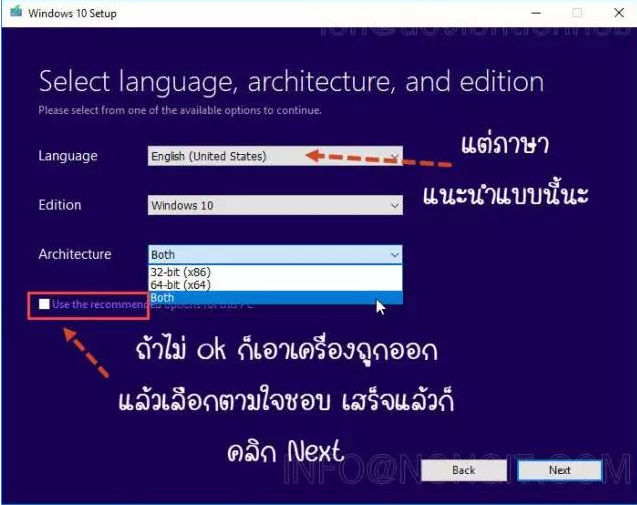 Windows 10 Setup
Select language, architecture, and edition
Please select from one of the available options to continue.
Language
English (United States)
แต่ภาษา
แนะนำแบบนี้นะ
Edition
Windows 10
Architecture
Both
32-bit (x86)
64-bit (x64)
Both
Use the recommended options for this PC
ถ้าไม่ ok ก็เอาเครื่องถูกออก
แล้วเลือกตามใจชอบ เสร็จแล้วก็
คลิก Next
INFO@NONGIT.COM
Back
Next